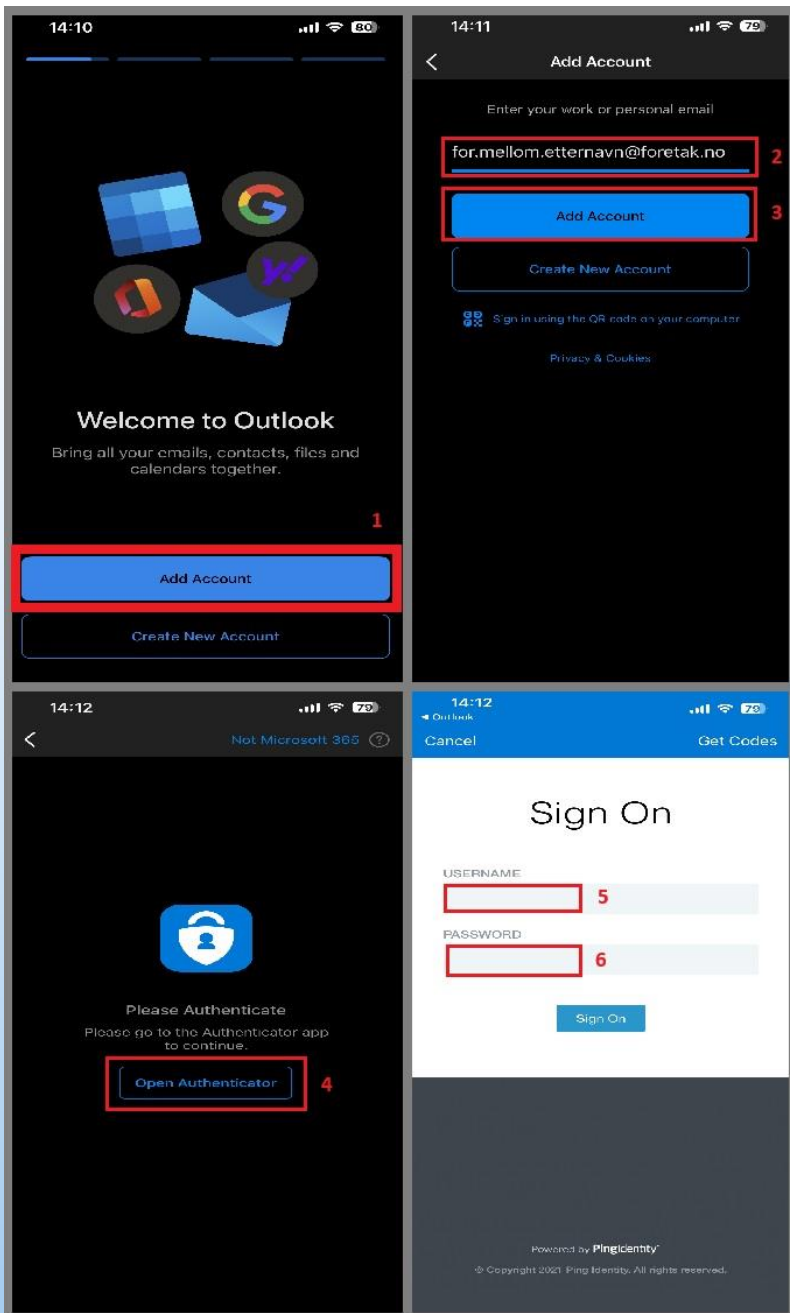 14:10
80
Welcome to Outlook
Bring all your emails, contacts, files and
calendars together.
1
Add Account
Create New Account
14:11
79
Add Account
Enter your work or personal email
for.mellom.etternavn@foretak.no
2
Add Account
3
Create New Account
Sign in using the QR code on your computer
Privacy & Cookies
14:12
79
Not Microsoft 365 ?
Please Authenticate
Please go to the Authenticator app
to continue.
Open Authenticator
4
14:12
79
Outlook
Cancel
Get Codes
Sign On
USERNAME
5
PASSWORD
6
Sign On
Powered by PingIdentity
© Copyright 2021 Ping Identity. All rights reserved.